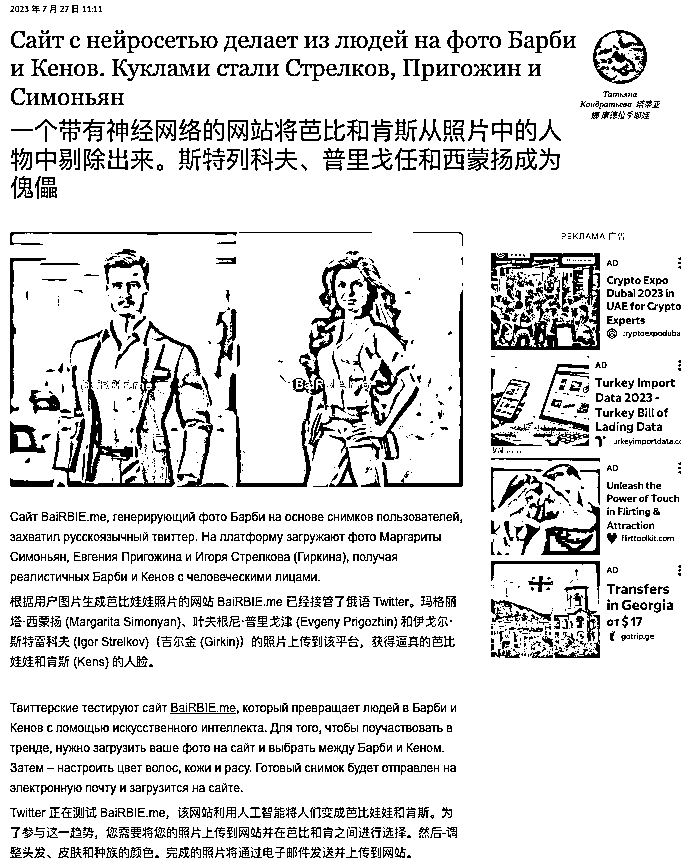 2023 年 7 月 27 日 11:11
Сайт с нейросетью делает из людей на фото Барби
и Кенов. Куклами стали Стрелков, Пригожин и
Симоньян
Татьяна
Кондратьева 塔蒂亚
娜·康德拉季耶娃
一个带有神经网络的网站将芭比和肯斯从照片中的人
物中剔除出来。斯特列科夫、普里戈任和西蒙扬成为
傀儡
BaiRBIE.me
BaiRBIE.me
Сайт BaiRBIE.me, генерирующий фото Барби на основе снимков пользователей,
захватил русскоязычный твиттер. На платформу загружают фото Маргариты
Симоньян, Евгения Пригожина и Игоря Стрелкова (Гиркина), получая
реалистичных Барби и Кенов с человеческими лицами.
根据用户图片生成芭比娃娃照片的网站 BaiRBIE.me 已经接管了俄语 Twitter。玛格丽
塔·西蒙扬 (Margarita Simonyan)、叶夫根尼·普里戈津 (Evgeny Prigozhin) 和伊戈尔·
斯特雷科夫 (Igor Strelkov)（吉尔金 (Girkin)）的照片上传到该平台，获得逼真的芭比
娃娃和肯斯 (Kens) 的人脸。
Твиттерские тестируют сайт BaiRBIE.me, который превращает людей в Барби и
Кенов с помощью искусственного интеллекта. Для того, чтобы поучаствовать в
тренде, нужно загрузить ваше фото на сайт и выбрать между Барби и Кеном.
Затем – настроить цвет волос, кожи и расу. Готовый снимок будет отправлен на
электронную почту и загрузится на сайте.
Twitter 正在测试 BaiRBIE.me，该网站利用人工智能将人们变成芭比娃娃和肯斯。为
了参与这一趋势，您需要将您的照片上传到网站并在芭比和肯之间进行选择。然后-调
整头发、皮肤和种族的颜色。完成的照片将通过电子邮件发送并上传到网站。
РЕКЛАМА 广告
AD
Crypto Expo
Dubai 2023 in
UAE for Crypto
Experts
cryptoexpoduba
AD
Turkey Import
Data 2023 -
Turkey Bill of
Lading Data
urkeyimportdata.co
AD
Unleash the
Power of Touch
in Flirting &
Attraction
flirttoolkit.com
AD
Transfers
in Georgia
от $ 17
gotrip.ge